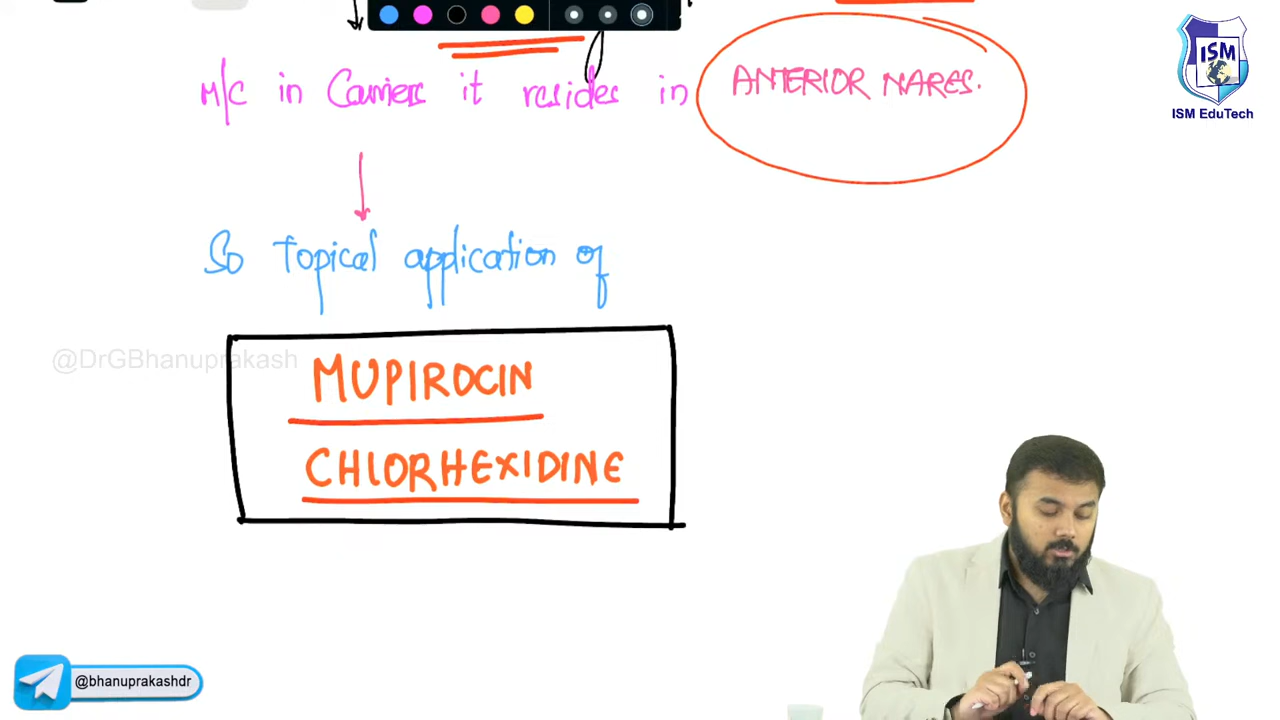 ISM
ISM EduTech
M/C in Carriers it resides in ANTERIOR NARES.
So Topical application of
@DrGBhanuprakash
MUPIROCIN
CHLORHEXIDINE
@bhanuprakashdr